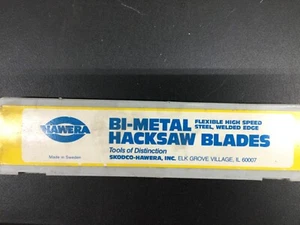 HAWERA
Made in Sweden
BI-METAL
FLEXIBLE HIGH SPEED
STEEL, WELDED EDGE
HACKSAW BLADES
Tools of Distinction
SKODCO-HAWERA, INC. ELK GROVE VILLAGE, IL 60007